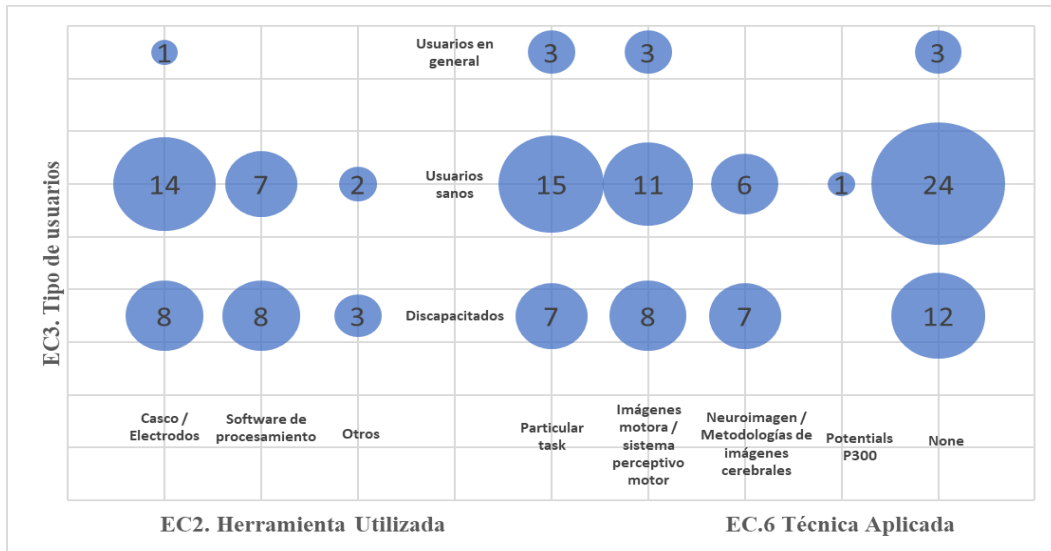 Usuarios en
general
1
3
3
3
EC3. Tipo de usuarios
14
7
2
Usuarios
sanos
15
11
6
1
24
8
8
3
Discapacitados
7
8
7
12
Casco /
Electrodos
Software de
procesamiento
Otros
Particular
task
Imágenes
motora /
sistema
perceptivo
motor
Neuroimagen /
Metodologías de
imágenes
cerebrales
Potentials
P300
None
EC2. Herramienta Utilizada
EC.6 Técnica Aplicada